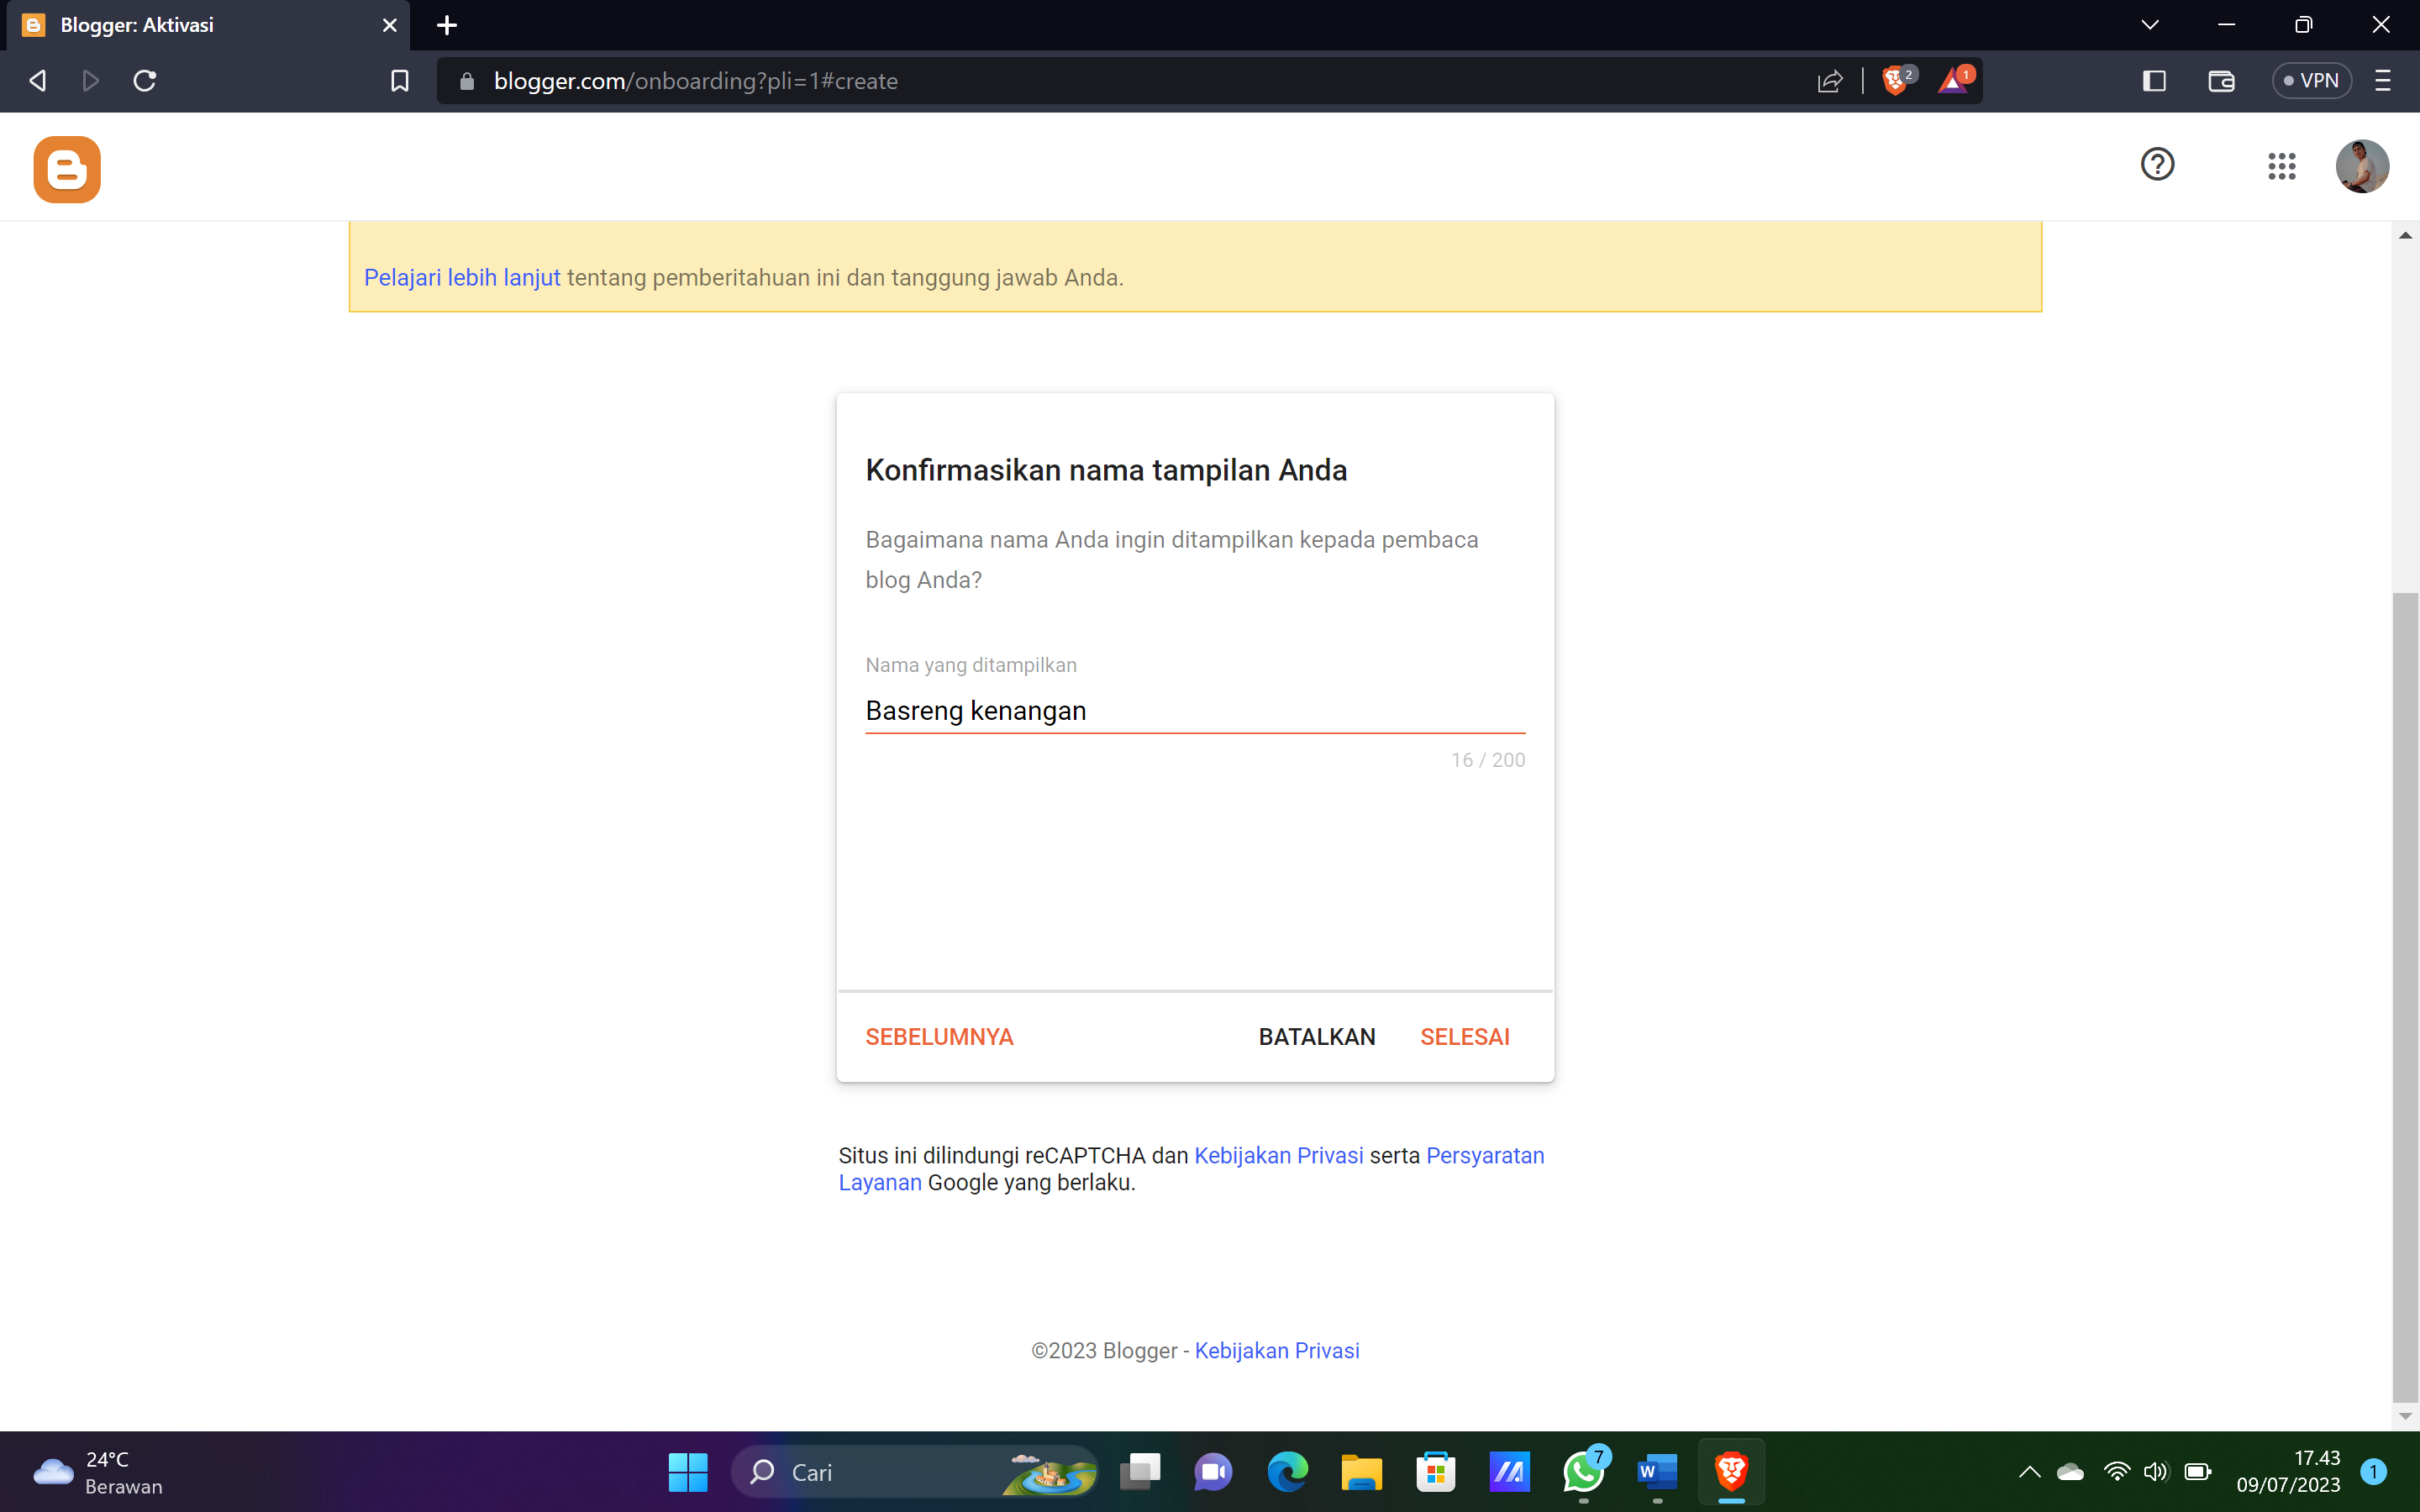 Blogger: Aktivasi
blogger.com/onboarding?pli=1#create
2
1
VPN
Pelajari lebih lanjut tentang pemberitahuan ini dan tanggung jawab Anda.
Konfirmasikan nama tampilan Anda
Bagaimana nama Anda ingin ditampilkan kepada pembaca
blog Anda?
Nama yang ditampilkan
Basreng kenangan
16 / 200
SEBELUMNYA BATALKAN SELESAI
Situs ini dilindungi reCAPTCHA dan Kebijakan Privasi serta Persyaratan
Layanan Google yang berlaku.
©2023 Blogger - Kebijakan Privasi
24°C
Berawan
Cari
7
W
17.43
09/07/2023
1